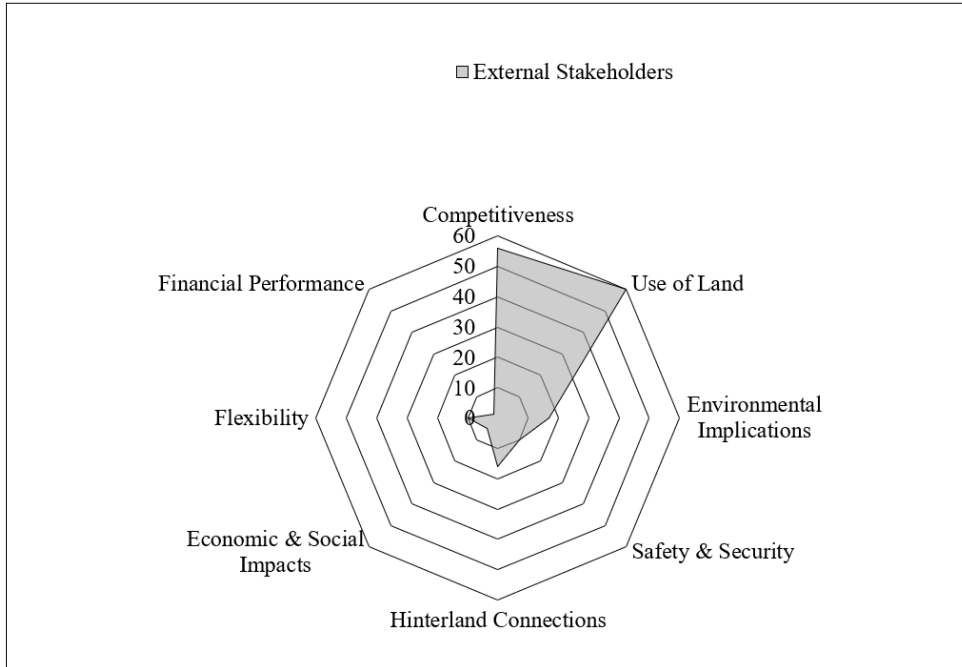 External Stakeholders
Competitiveness
60
50
40
30
20
10
0
Use of Land
Environmental
Implications
Safety & Security
Hinterland Connections
Economic & Social
Impacts
Flexibility
Financial Performance